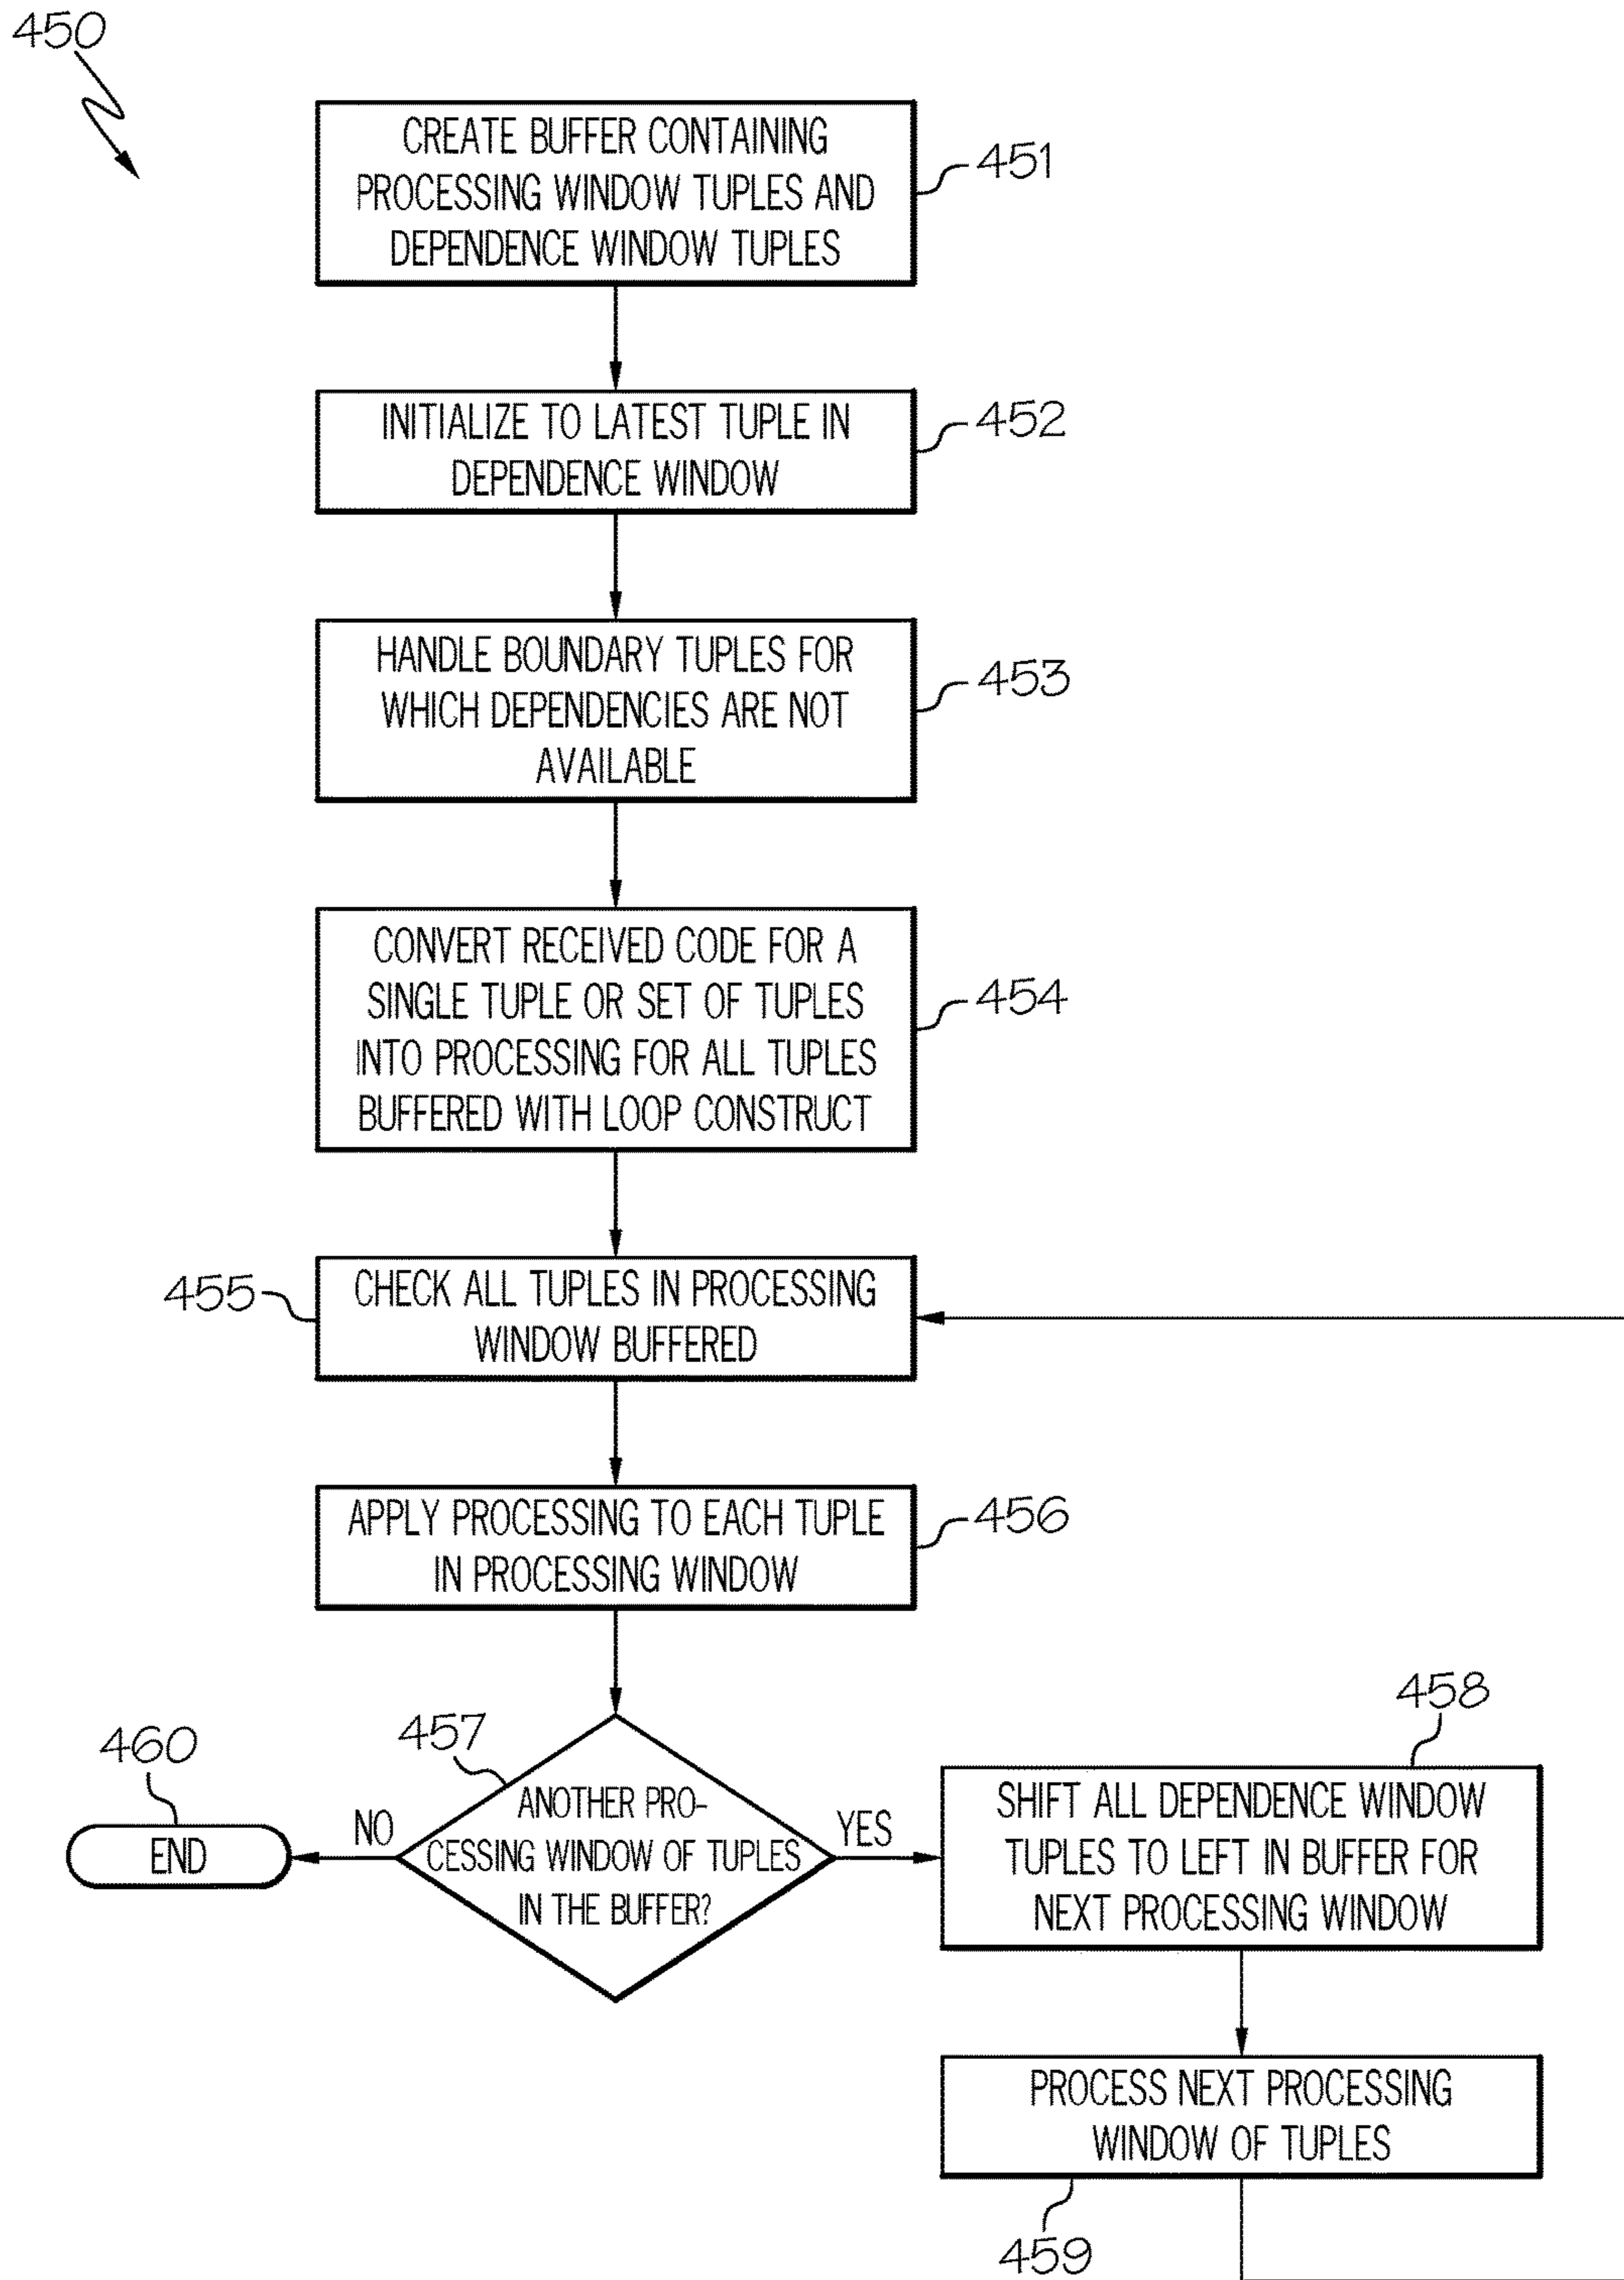 450
CREATE BUFFER CONTAINING
PROCESSING WINDOW TUPLES AND
DEPENDENCE WINDOW TUPLES
451
INITIALIZE TO LATEST TUPLE IN
DEPENDENCE WINDOW
452
HANDLE BOUNDARY TUPLES FOR
WHICH DEPENDENCIES ARE NOT
AVAILABLE
453
CONVERT RECEIVED CODE FOR A
SINGLE TUPLE OR SET OF TUPLES
INTO PROCESSING FOR ALL TUPLES
BUFFERED WITH LOOP CONSTRUCT
454
455
CHECK ALL TUPLES IN PROCESSING
WINDOW BUFFERED
APPLY PROCESSING TO EACH TUPLE
IN PROCESSING WINDOW
456
457
ANOTHER PRO-
CESSING WINDOW OF TUPLES
IN THE BUFFER?
NO
460
END
YES
458
SHIFT ALL DEPENDENCE WINDOW
TUPLES TO LEFT IN BUFFER FOR
NEXT PROCESSING WINDOW
PROCESS NEXT PROCESSING
WINDOW OF TUPLES
459